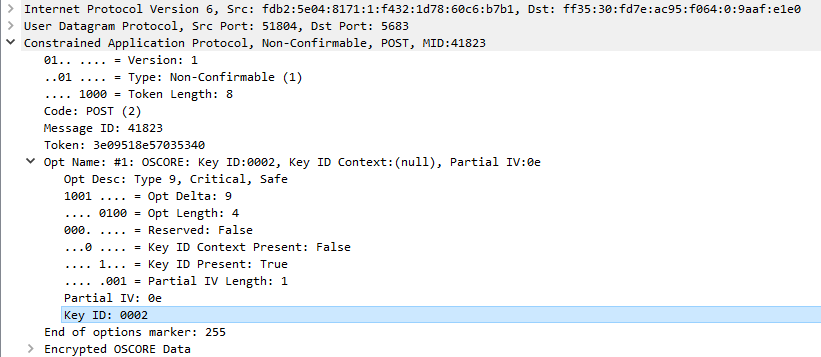 Internet Protocol Version 6, Src: fdb2:5e04:8171:1:f432:1d78:60c6:b7b1, Dst: ff35:30:fd7e:ac95:f064:0:9aaf:e1e0
User Datagram Protocol, Src Port: 51804, Dst Port: 5683
Constrained Application Protocol, Non-Confirmable, POST, MID:41823
01.. .... = Version: 1
..01 .... = Type: Non-Confirmable (1)
.... 1000 = Token Length: 8
Code: POST (2)
Message ID: 41823
Token: 3e09518e57035340
Opt Name: #1: OSCORE: Key ID:0002, Key ID Context:(null), Partial IV:0e
Opt Desc: Type 9, Critical, Safe
1001 .... = Opt Delta: 9
.... 0100 = Opt Length: 4
000. .... = Reserved: False
...0 .... = Key ID Context Present: False
.... 1... = Key ID Present: True
.... .001 = Partial IV Length: 1
Partial IV: 0e
Key ID: 0002
End of options marker: 255
Encrypted OSCORE Data